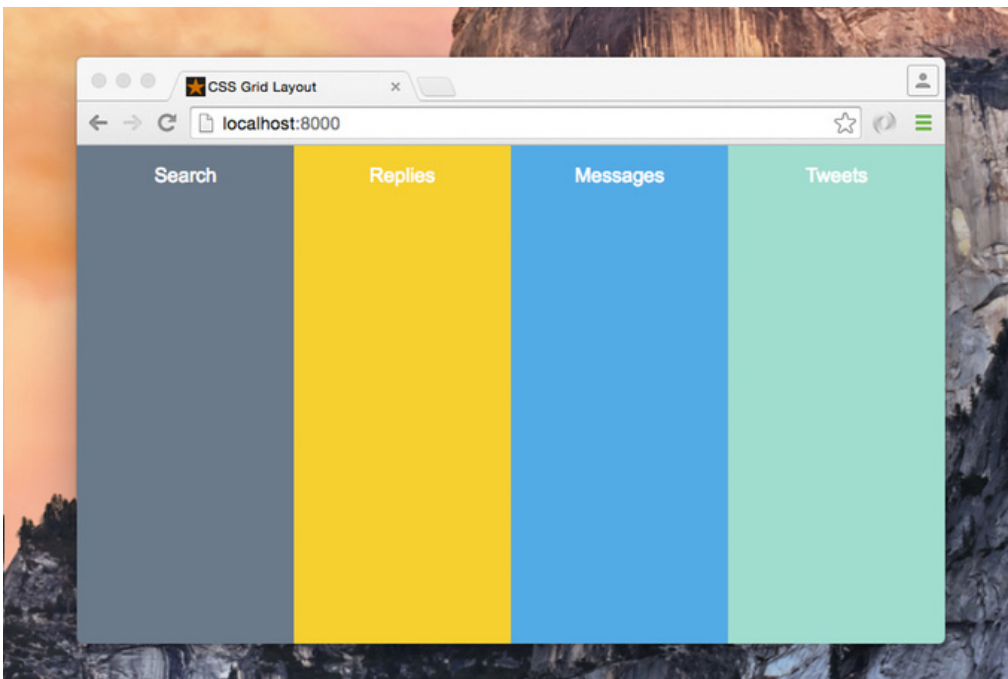 CSS Grid Layout
localhost:8000
Search
Replies
Messages
Tweets